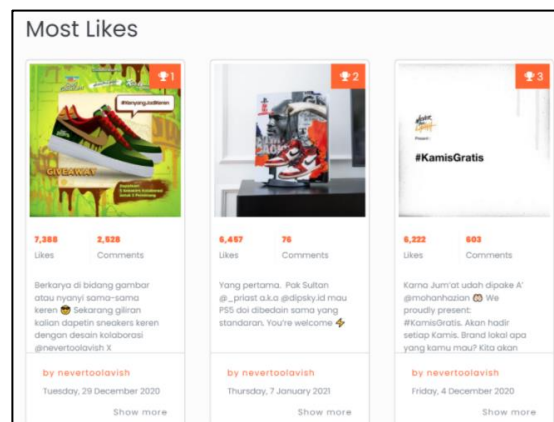 Most Likes
1
#KenyangJadiKeren
GIVEAWAY
7,388 2,528
Likes Comments
Berkarya di bidang gambar
atau nyanyi sama-sama
keren 😎 Sekarang giliran
kalian dapetin sneakers keren
dengan desain kolaborasi
@nevertoolavish X
by nevertoolavish
Tuesday, 29 December 2020
Show more
2
6,457 76
Likes Comments
Yang pertama. Pak Sultan
@_priast a.k.a @dipsky.id mau
PS5 doi dibedain sama yang
standaran. You're welcome ⚡
by nevertoolavish
Thursday, 7 January 2021
Show more
3
Present :
#KamisGratis
6,222 603
Likes Comments
Karna Jum'at udah dipake A'
@mohanhazian We
proudly present:
#KamisGratis. Akan hadir
setiap Kamis. Brand lokal apa
yang kamu mau? Kita akan
by nevertoolavish
Friday, 4 December 2020
Show more